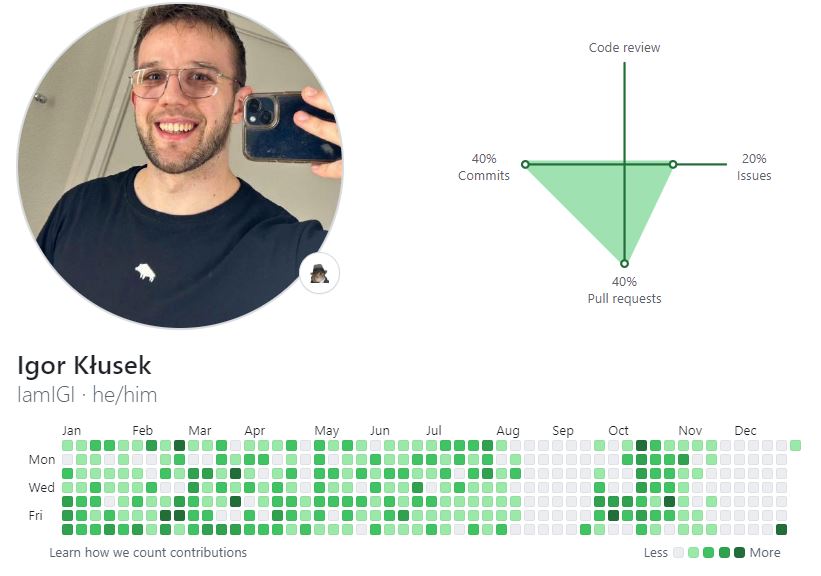 Code review
40%
Commits
20%
Issues
40%
Pull requests
Igor Kłusek
IamIGI · he/him
Jan Feb Mar Apr May Jun Jul Aug Sep Oct Nov Dec
Mon
Wed
Fri
Learn how we count contributions
Less More